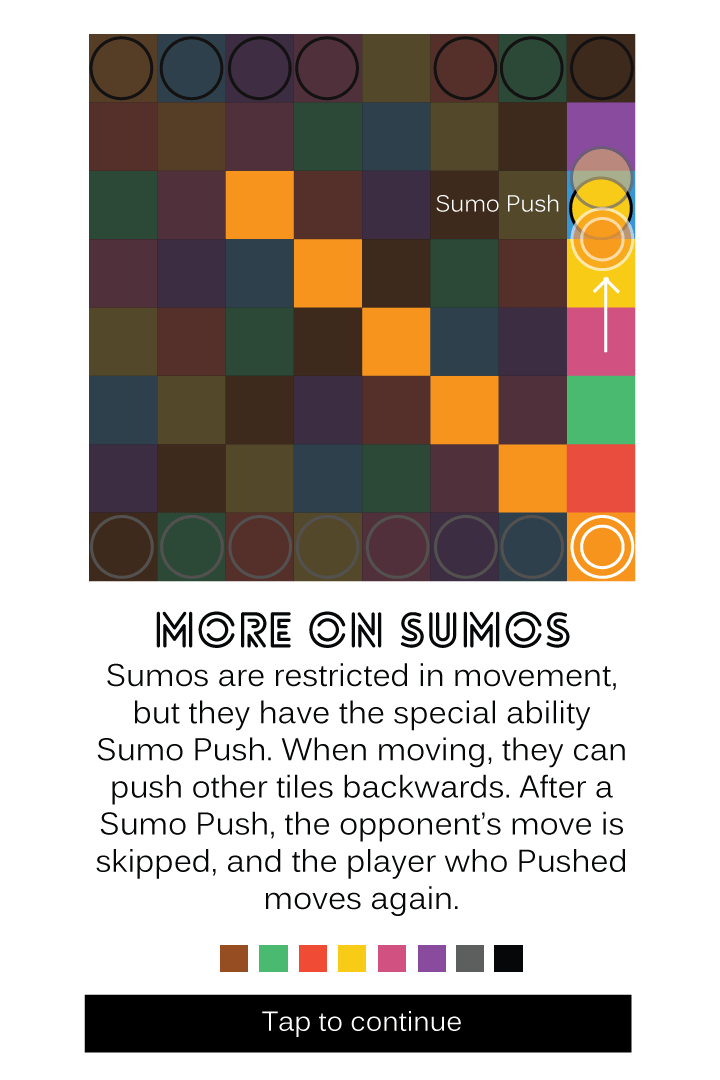 Sumo Push
MORE ON SUMOS
Sumos are restricted in movement,
but they have the special ability
Sumo Push. When moving, they can
push other tiles backwards. After a
Sumo Push, the opponent’s move is
skipped, and the player who Pushed
moves again.
Tap to continue